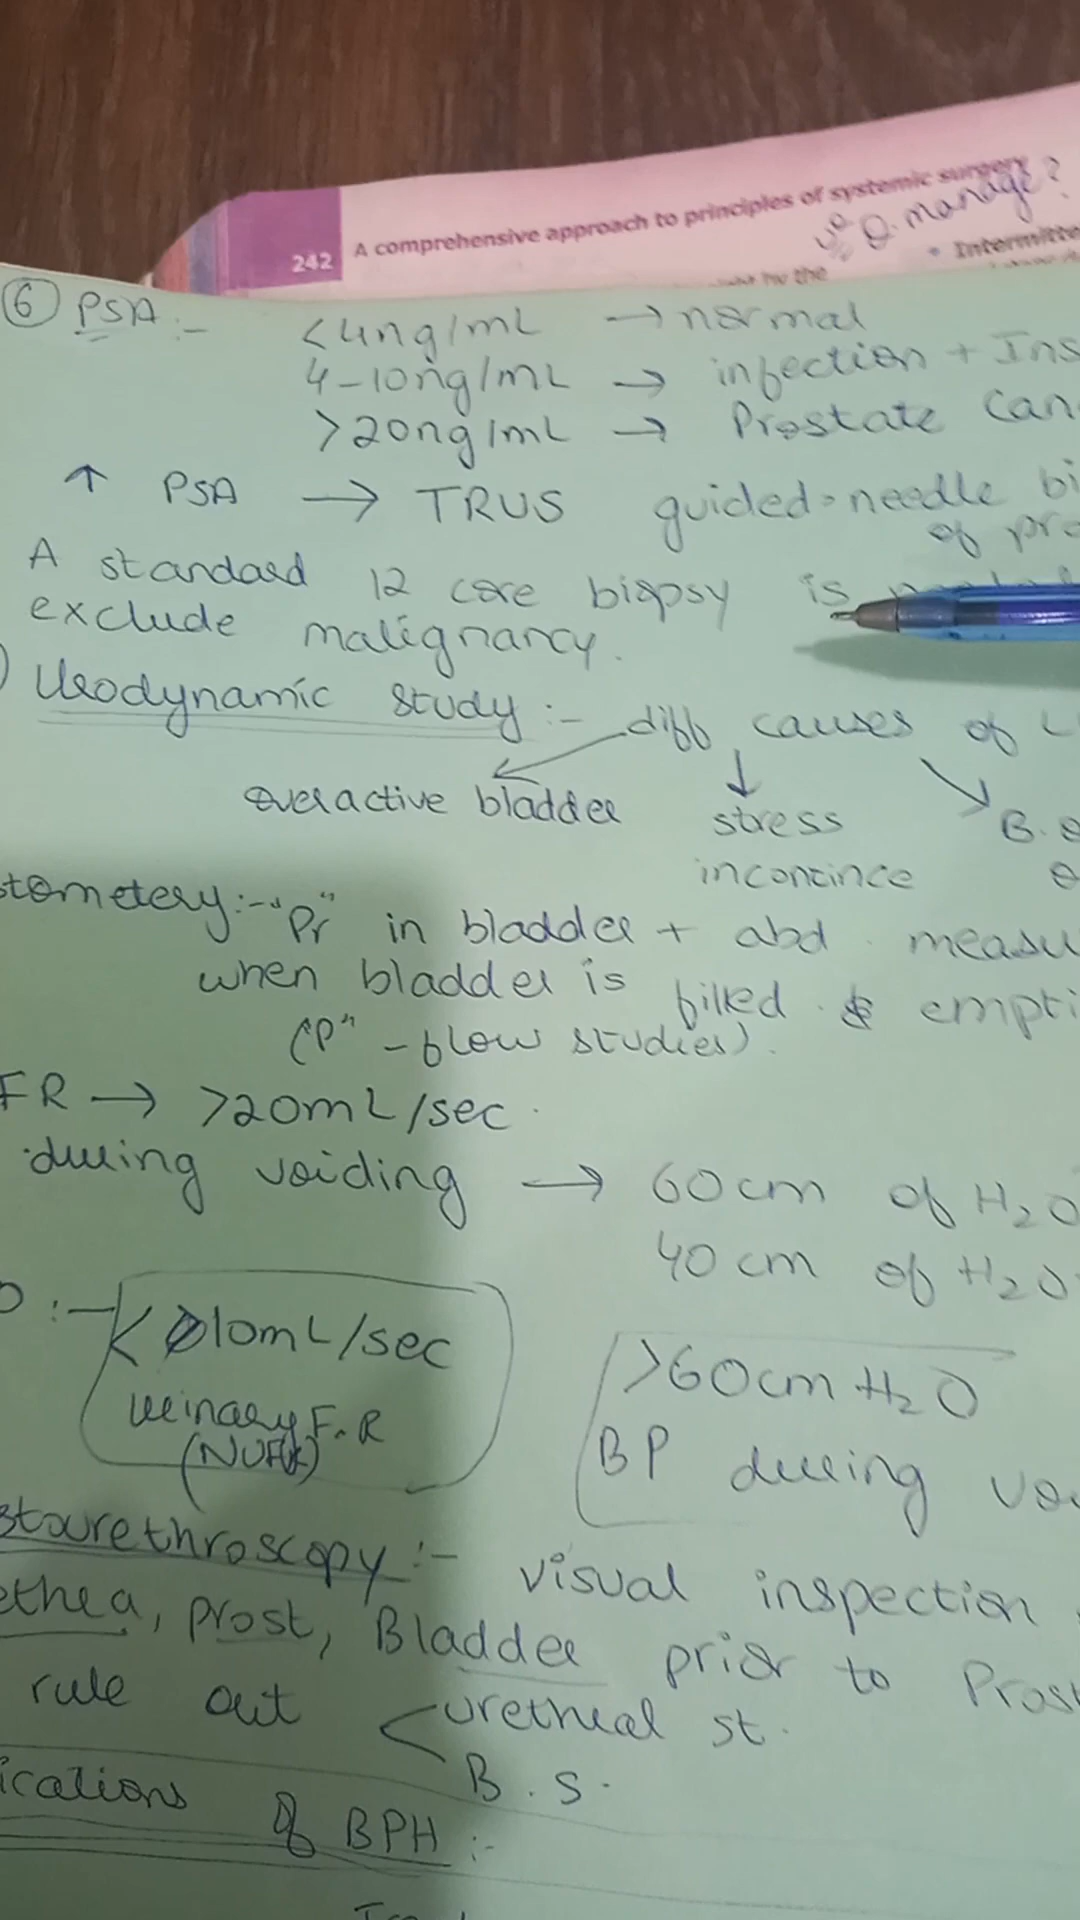 242 A comprehensive approach to principles of systemic surgery
Q. manage?
by the
• Intermitte
6 PSA :-
<4ng/mL → normal
4-10ng/mL → infection + Ins
>20ng/mL → Prostate Can
↑ PSA → TRUS guided needle bi
of pro
A standard 12 core biopsy is
exclude malignancy.
Urodynamic study :- diff causes of L
overactive bladder
stress
incontince
B.
tometery :- "Pr" in bladder + abd. measu
when bladder is filled & empti
("P" - flow studies).
FR → >20mL/sec.
during voiding → 60cm of H2O
40cm of H2O
:- < 10mL/sec
urinary F.R
>60cm H2O
BP during vo
stourethroscopy :- visual inspection
ethra, prost, Bladder prior to Pros
rule out < urethral st.
B.S.
ications of BPH :-